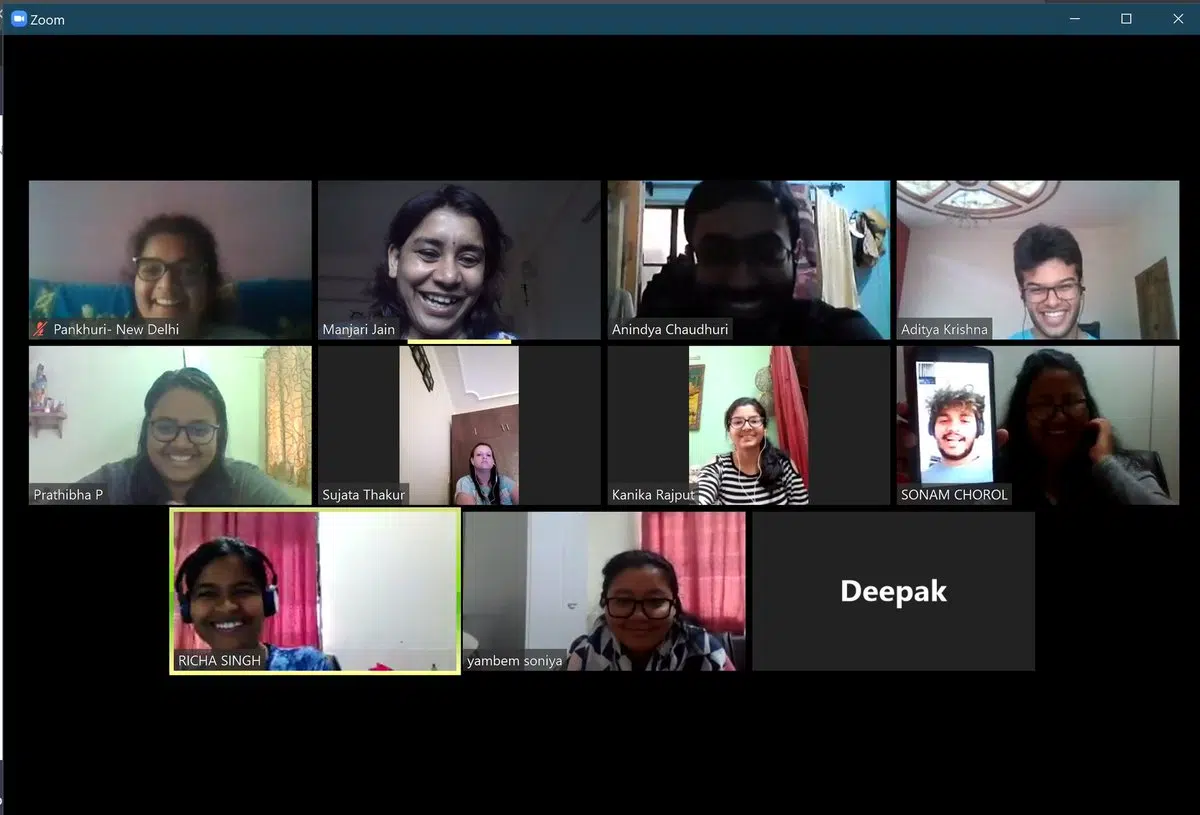 Zoom
Pankhuri- New Delhi
Manjari Jain
Anindya Chaudhuri
Aditya Krishna
Prathibha P
Sujata Thakur
Kanika Rajput
SONAM CHOROL
RICHA SINGH
yambem soniya
Deepak